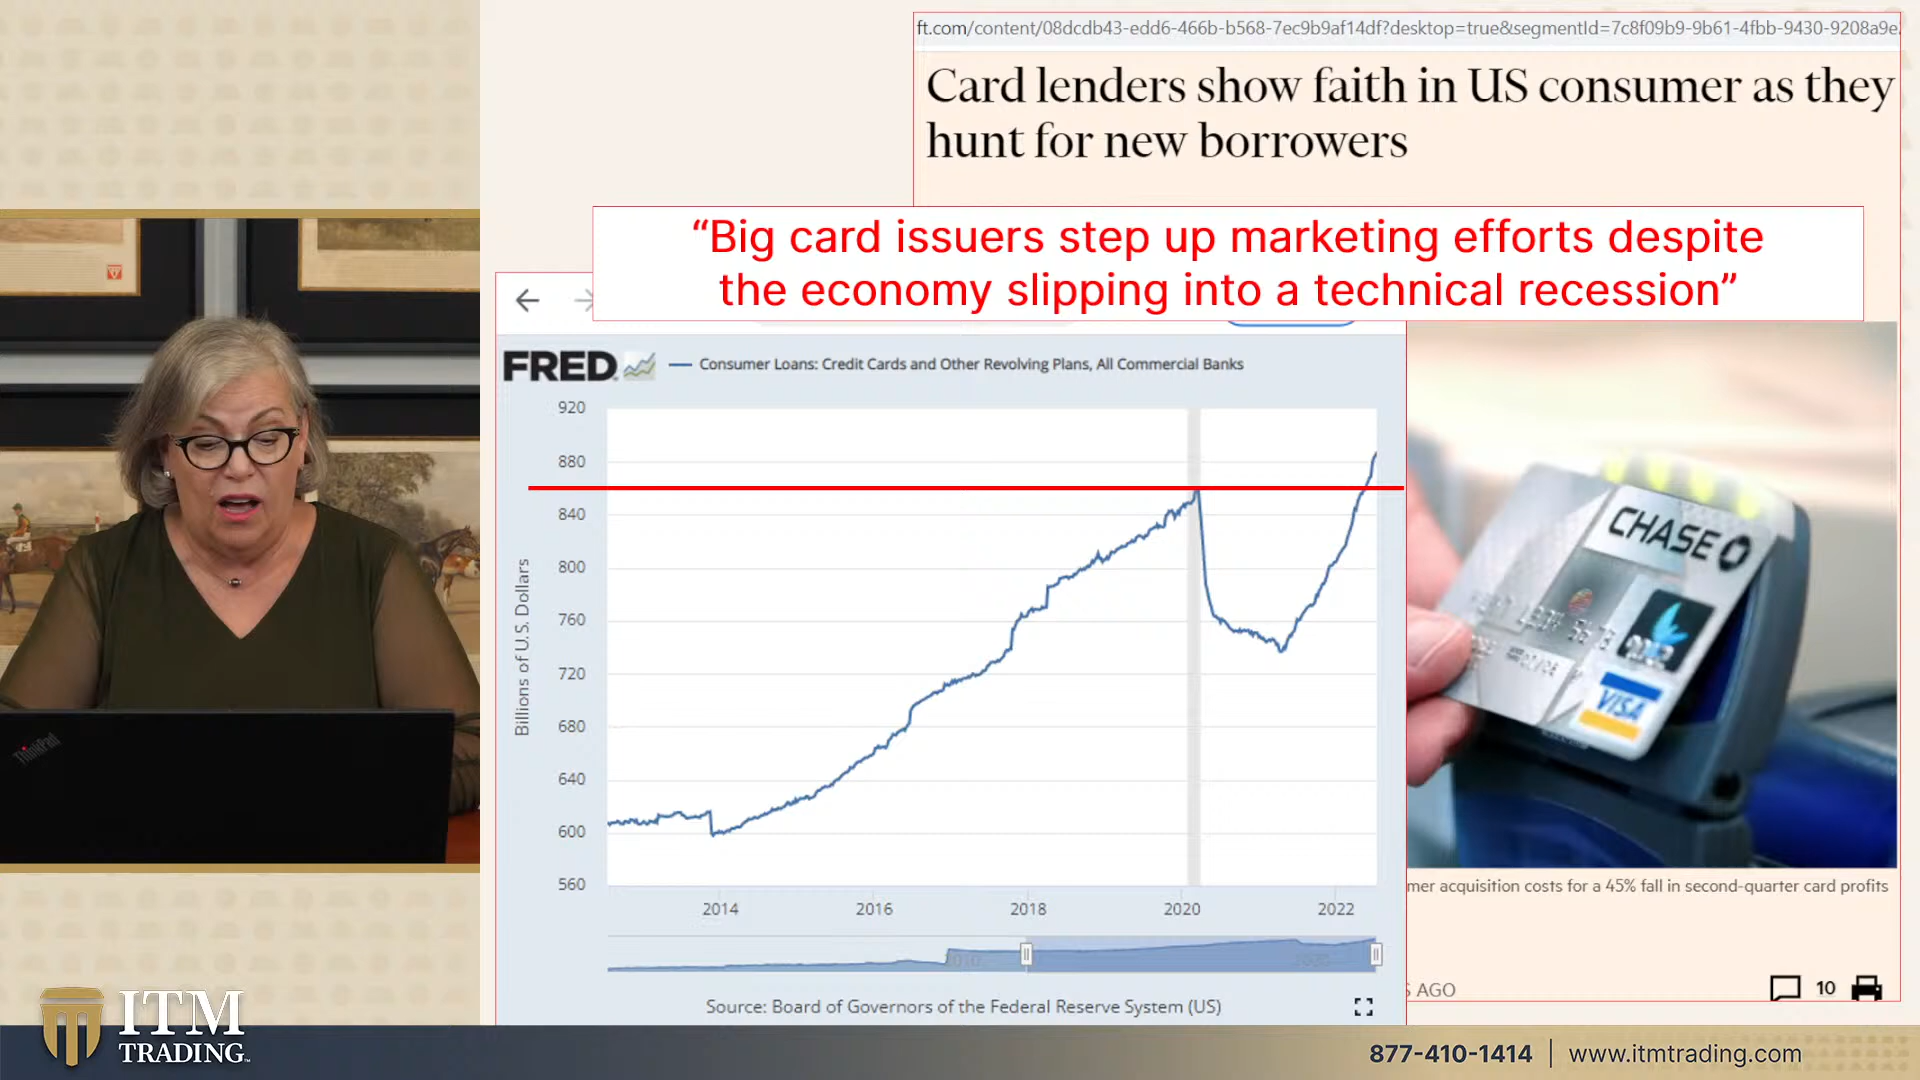 ft.com/content/08dcdb43-edd6-466b-b568-7ec9b9af14df?desktop=true&segmentId=7c8f09b9-9b61-4fbb-9430-9208a9e
Card lenders show faith in US consumer as they
hunt for new borrowers
“Big card issuers step up marketing efforts despite
the economy slipping into a technical recession”
FRED
Consumer Loans: Credit Cards and Other Revolving Plans, All Commercial Banks
920
880
840
800
760
720
680
640
600
560
Billions of U.S. Dollars
2014 2016 2018 2020 2022
Source: Board of Governors of the Federal Reserve System (US)
CHASE
VISA
mer acquisition costs for a 45% fall in second-quarter card profits
AGO
10
ThinkPad
ITM
TRADING
877-410-1414 | www.itmtrading.com